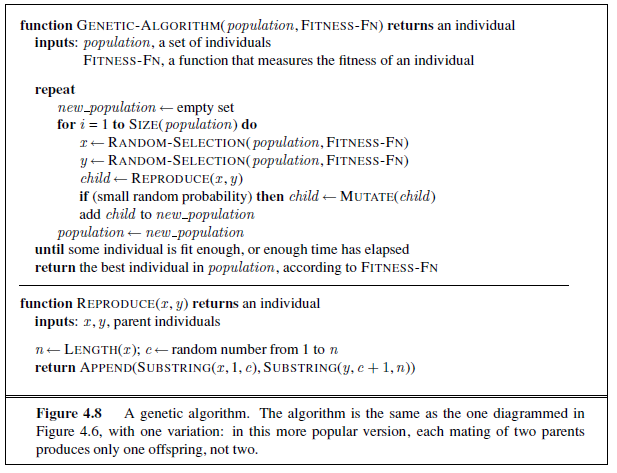 function GENETIC-ALGORITHM(population, FITNESS-FN) returns an individual
inputs: population, a set of individuals
FITNESS-FN, a function that measures the fitness of an individual
repeat
new_population ← empty set
for i = 1 to SIZE(population) do
x ← RANDOM-SELECTION(population, FITNESS-FN)
y ← RANDOM-SELECTION(population, FITNESS-FN)
child ← REPRODUCE(x, y)
if (small random probability) then child ← MUTATE(child)
add child to new_population
population ← new_population
until some individual is fit enough, or enough time has elapsed
return the best individual in population, according to FITNESS-FN
function REPRODUCE(x, y) returns an individual
inputs: x, y, parent individuals
n ← LENGTH(x); c ← random number from 1 to n
return APPEND(SUBSTRING(x, 1, c), SUBSTRING(y, c + 1, n))
Figure 4.8 A genetic algorithm. The algorithm is the same as the one diagrammed in
Figure 4.6, with one variation: in this more popular version, each mating of two parents
produces only one offspring, not two.